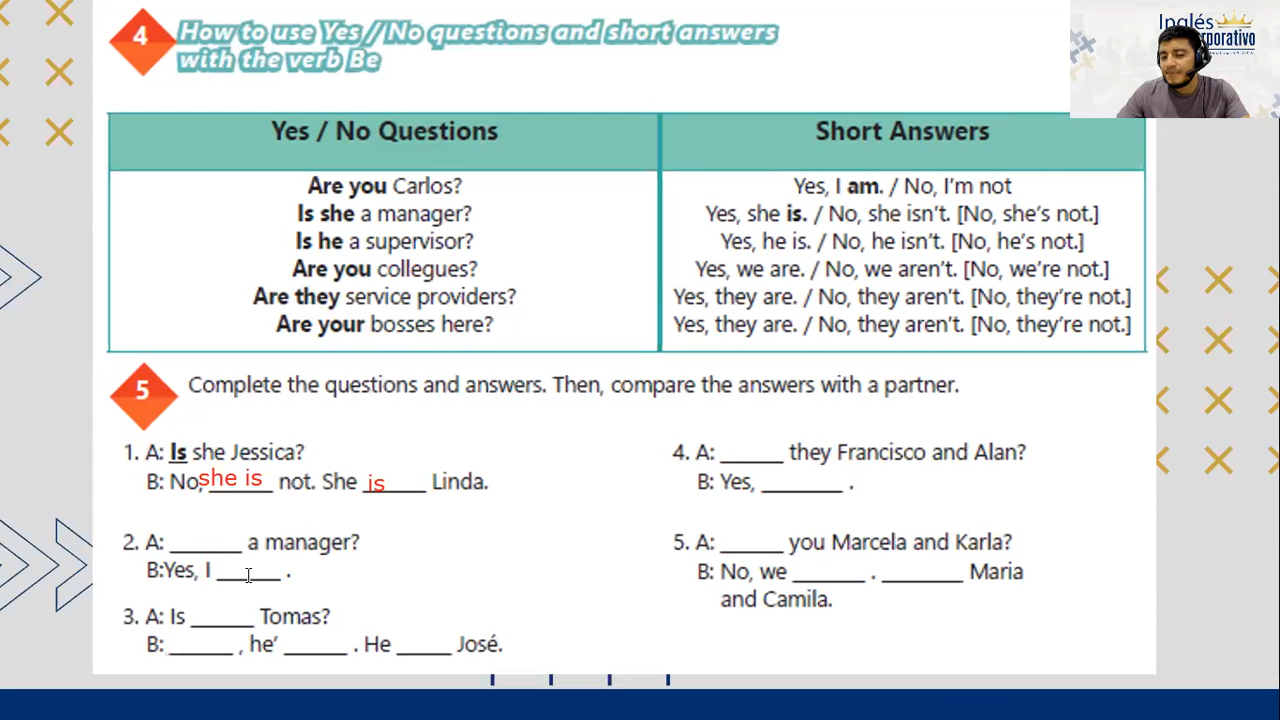 4
How to use Yes / No questions and short answers
with the verb Be
Inglés
Corporativo
Yes / No Questions
Short Answers
Are you Carlos?
Yes, I am. / No, I'm not
Is she a manager?
Yes, she is. / No, she isn't. [No, she's not.]
Is he a supervisor?
Yes, he is. / No, he isn't. [No, he's not.]
Are you collegues?
Yes, we are. / No, we aren't. [No, we're not.]
Are they service providers?
Yes, they are. / No, they aren't. [No, they're not.]
Are your bosses here?
Yes, they are. / No, they aren't. [No, they're not.]
5
Complete the questions and answers. Then, compare the answers with a partner.
1. A: Is she Jessica?
B: No, she is not. She is Linda.
2. A: ______ a manager?
B:Yes, I ______ .
3. A: Is ______ Tomas?
B: ______ , he' ______ . He _____ José.
4. A: ______ they Francisco and Alan?
B: Yes, ________ .
5. A: ______ you Marcela and Karla?
B: No, we _______ . ________ Maria
and Camila.